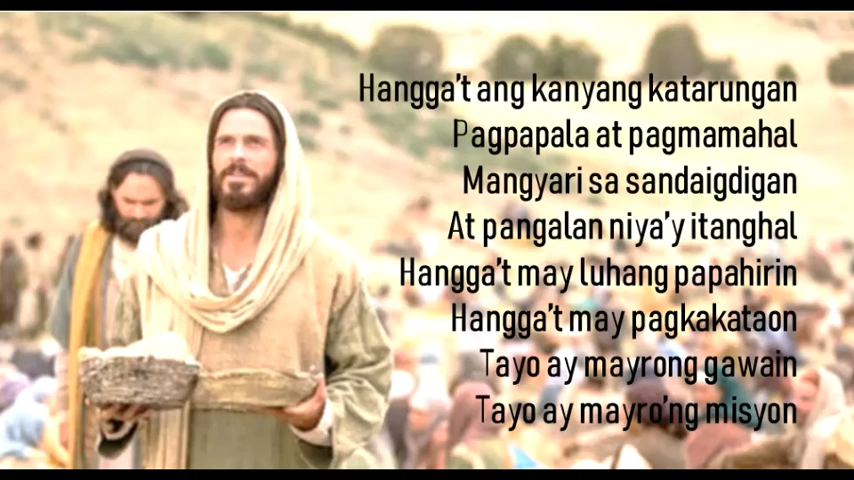 Hangga't ang kanyang katarungan
Pagpapala at pagmamahal
Mangyari sa sandaigdigan
At pangalan niya'y itanghal
Hangga't may luhang papahirin
Hangga't may pagkakataon
Tayo ay mayrong gawain
Tayo ay mayro'ng misyon